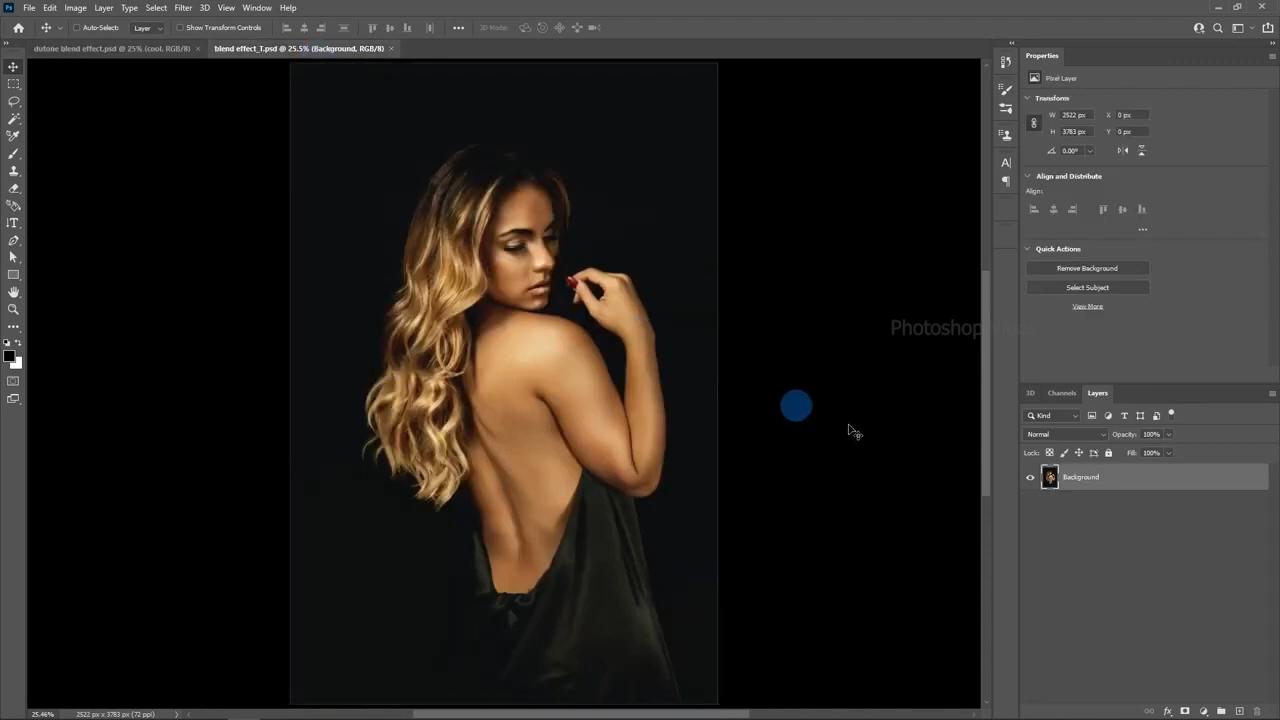 Ps File Edit Image Layer Type Select Filter 3D View Window Help
Auto-Select: Layer Show Transform Controls 3D Mode:
dutone blend effect.psd @ 25% (cool, RGB/8) × blend effect_T.psd @ 25.5% (Background, RGB/8) ×
Properties
Pixel Layer
Transform
W 2522 px X 0 px
H 3783 px Y 0 px
0.00°
Align and Distribute
Align:
Quick Actions
Remove Background
Select Subject
View More
Photoshop
3D Channels Layers
Kind
Normal Opacity: 100%
Lock: Fill: 100%
Background
25.46% 2522 px x 3783 px (72 ppi)